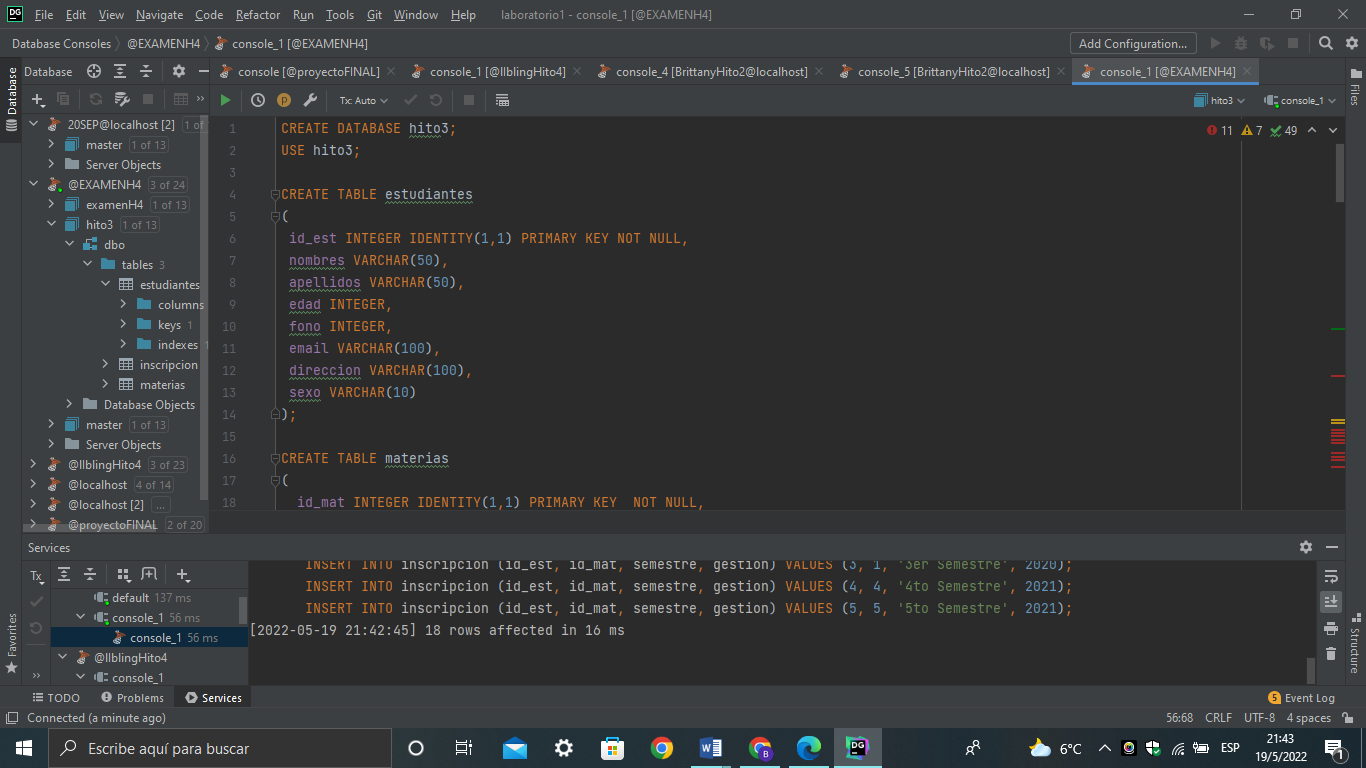 DG File Edit View Navigate Code Refactor Run Tools Git Window Help laboratorio1 - console_1 [@EXAMENH4]
Database Consoles @EXAMENH4 console_1 [@EXAMENH4] Add Configuration...
Database console [@proyectoFINAL] console_1 [@llblingHito4] console_4 [BrittanyHito2@localhost] console_5 [BrittanyHito2@localhost] console_1 [@EXAMENH4]
Database
Files
Tx: Auto hito3 console_1
20SEP@localhost [2] 1 of
master 1 of 13
Server Objects
@EXAMENH4 3 of 24
examenH4 1 of 13
hito3 1 of 13
dbo
tables 3
estudiantes
columns
keys 1
indexes 1
inscripcion
materias
Database Objects
master 1 of 13
Server Objects
@llblingHito4 3 of 23
@localhost 4 of 14
@localhost [2] ...
@proyectoFINAL 2 of 20
11 7 49
1 CREATE DATABASE hito3;
2 USE hito3;
3
4 CREATE TABLE estudiantes
5 (
6 id_est INTEGER IDENTITY(1,1) PRIMARY KEY NOT NULL,
7 nombres VARCHAR(50),
8 apellidos VARCHAR(50),
9 edad INTEGER,
10 fono INTEGER,
11 email VARCHAR(100),
12 direccion VARCHAR(100),
13 sexo VARCHAR(10)
14 );
15
16 CREATE TABLE materias
17 (
18 id_mat INTEGER IDENTITY(1,1) PRIMARY KEY  NOT NULL,
Services
Tx
default 137 ms
console_1 56 ms
console_1 56 ms
@llblingHito4
console_1
INSERT INTO inscripcion (id_est, id_mat, semestre, gestion) VALUES (3, 1, '3er Semestre', 2020);
INSERT INTO inscripcion (id_est, id_mat, semestre, gestion) VALUES (4, 4, '4to Semestre', 2021);
INSERT INTO inscripcion (id_est, id_mat, semestre, gestion) VALUES (5, 5, '5to Semestre', 2021);
[2022-05-19 21:42:45] 18 rows affected in 16 ms
Favorites
Structure
TODO Problems Services 5 Event Log
Connected (a minute ago) 56:68 CRLF UTF-8 4 spaces
Escribe aquí para buscar 6°C ESP 21:43
19/5/2022 1